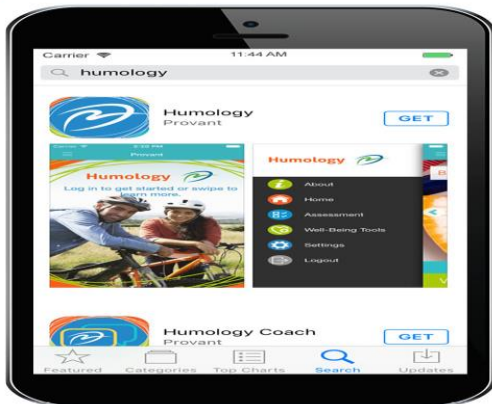 Carrier 11:44 AM
humology
Humology
Provant
GET
Provant
Humology
Log in to get started or swipe to
learn more.
Humology
About
Home
Assessment
Well-Being Tools
Settings
Logout
B
Humology Coach
Provant
GET
Featured Categories Top Charts Search Updates